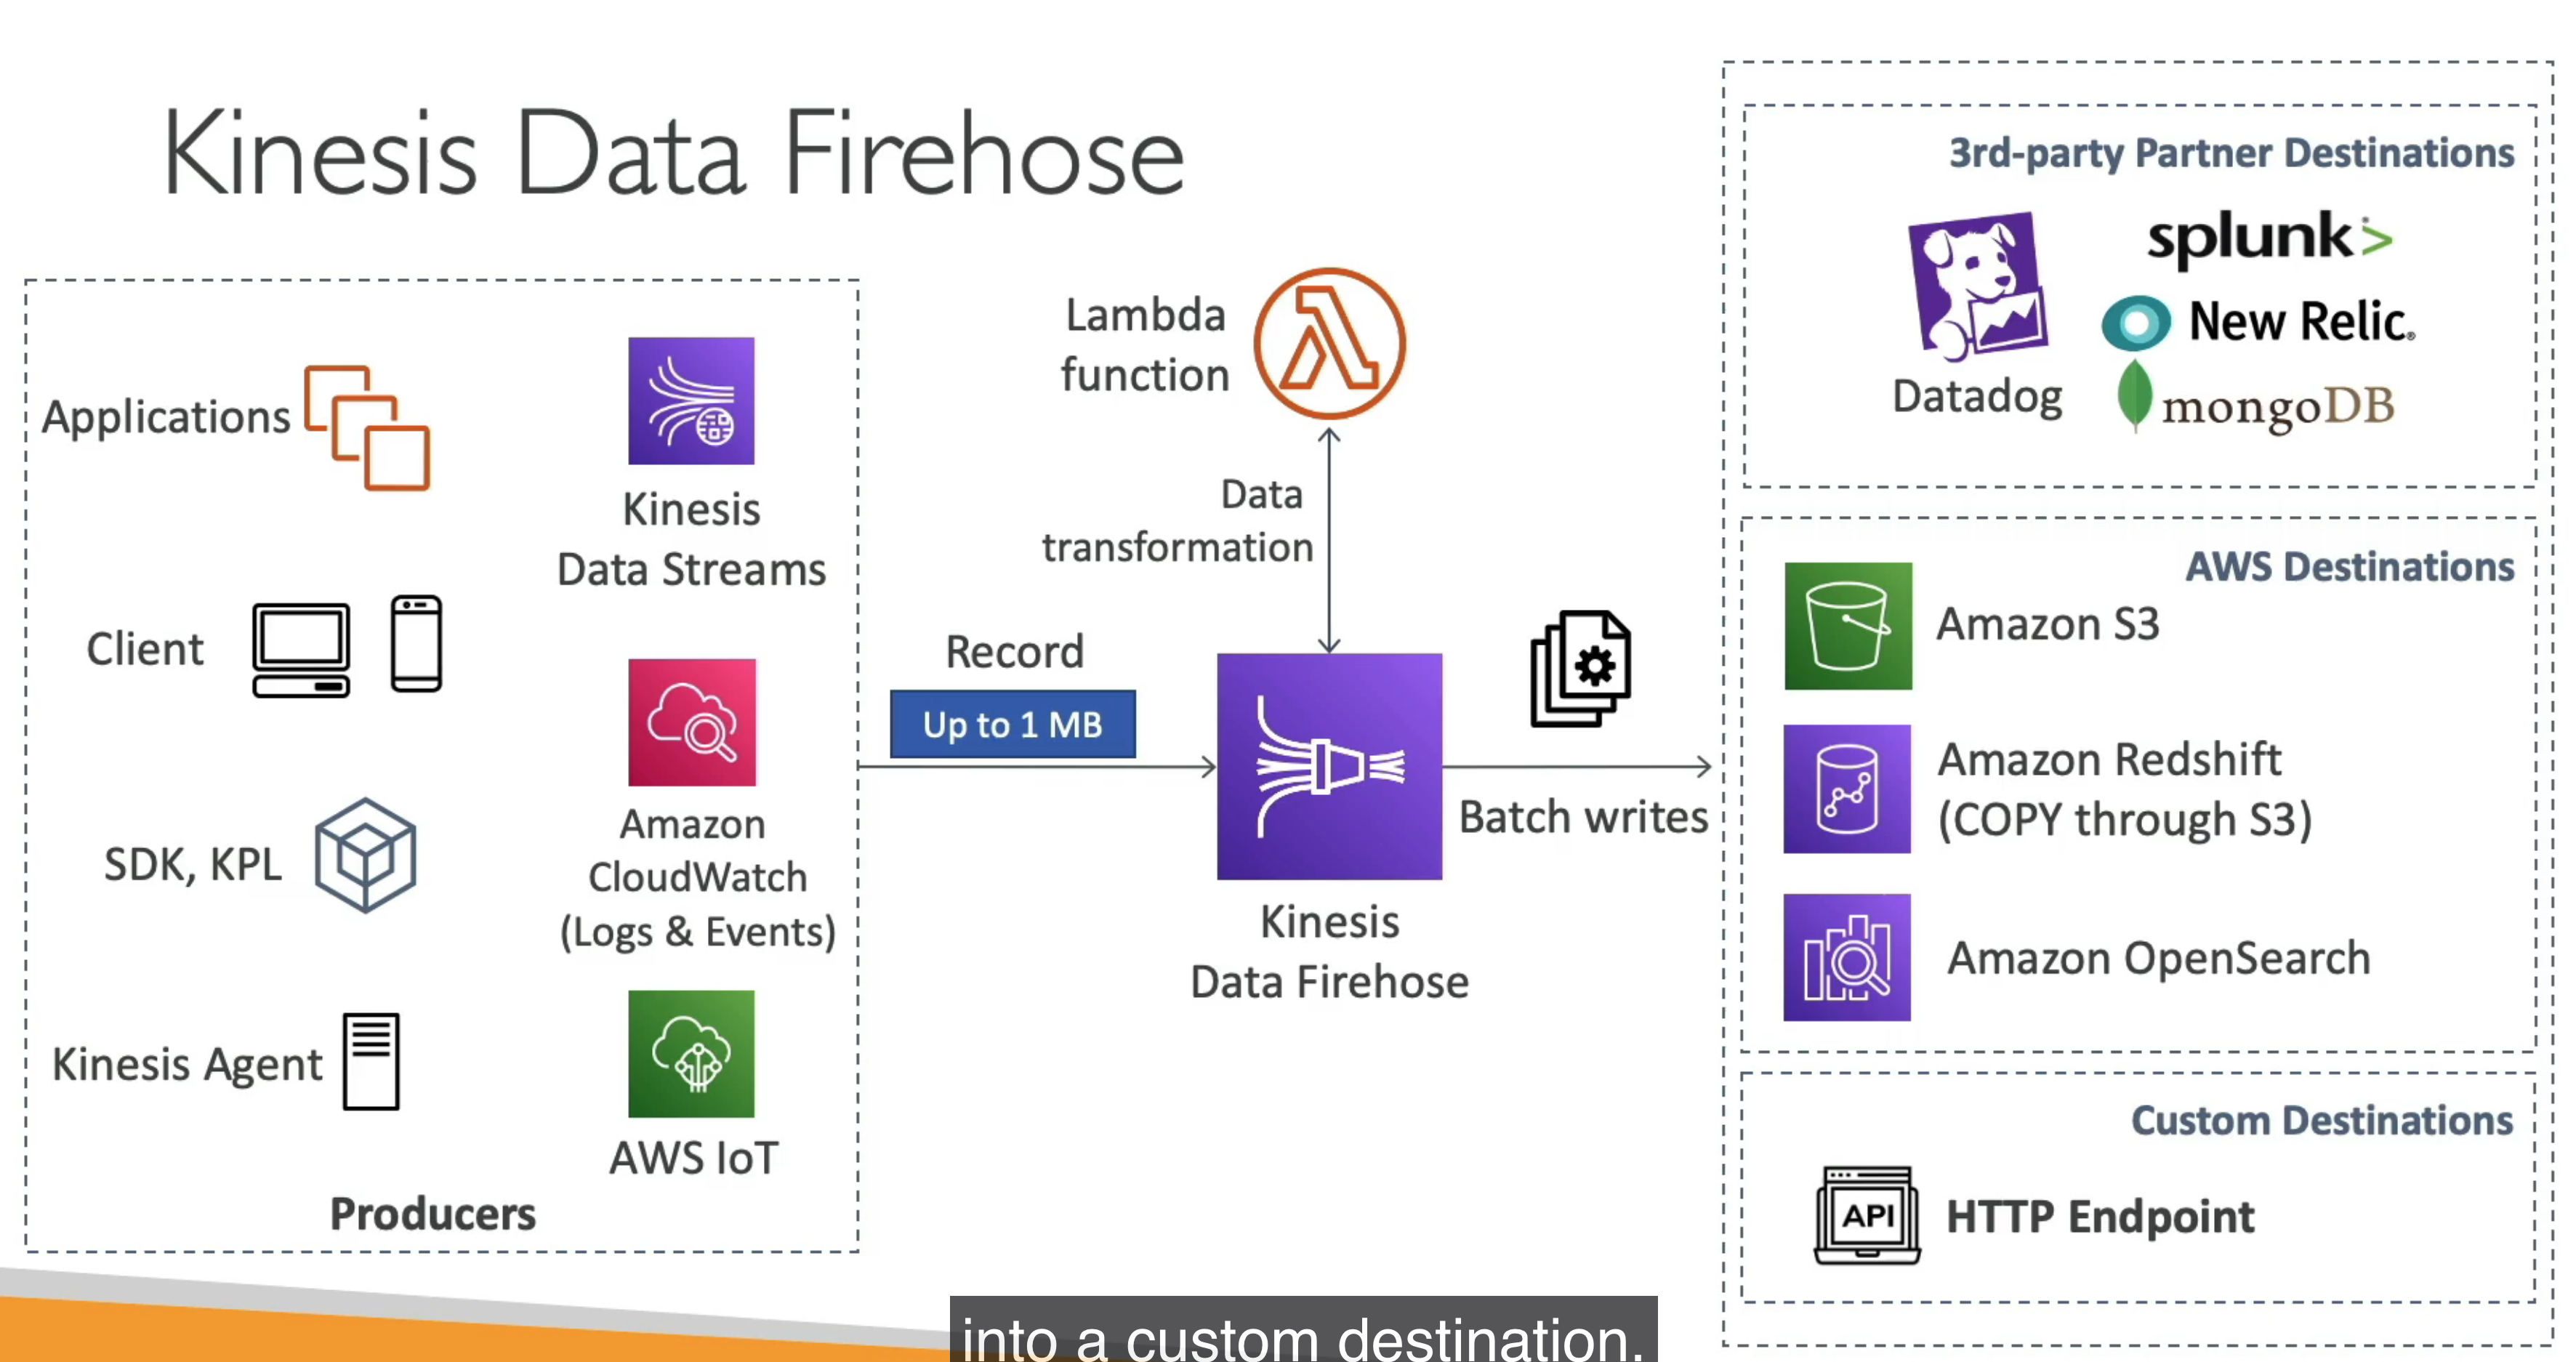 Kinesis Data Firehose
Applications
Kinesis
Data Streams
Client
Amazon
CloudWatch
(Logs & Events)
SDK, KPL
Kinesis Agent
AWS IoT
Producers
Record
Up to 1 MB
Lambda
function
Data
transformation
Kinesis
Data Firehose
Batch writes
3rd-party Partner Destinations
Datadog
splunk>
New Relic®
mongoDB
AWS Destinations
Amazon S3
Amazon Redshift
(COPY through S3)
Amazon OpenSearch
Custom Destinations
API
HTTP Endpoint
into a custom destination.